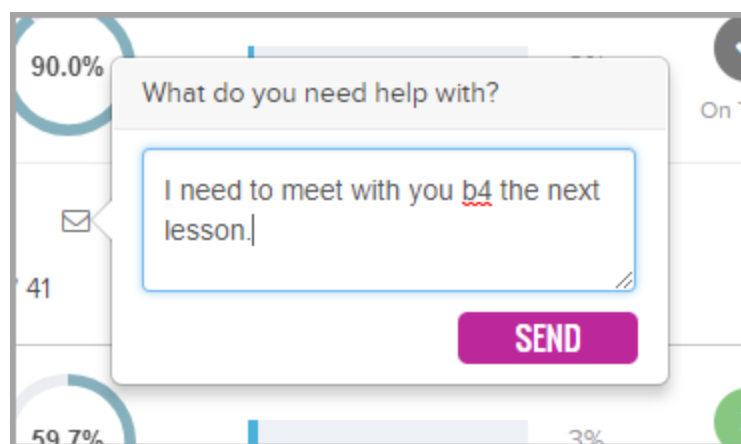 90.0%
What do you need help with?
On
I need to meet with you b4 the next
lesson.
41
SEND
59.7%
3%